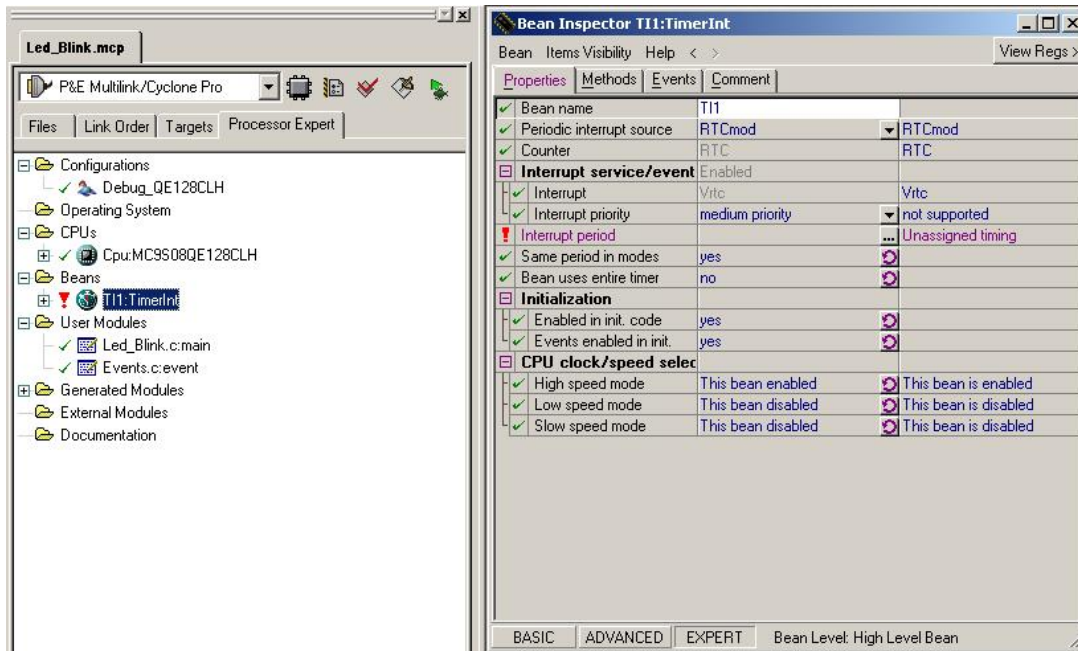 Led_Blink.mcp
P&E Multilink/Cyclone Pro
Files Link Order Targets Processor Expert
Configurations
Debug_QE128CLH
Operating System
CPUs
Cpu:MC9S08QE128CLH
Beans
TI1:TimerInt
User Modules
Led_Blink.c:main
Events.c:event
Generated Modules
External Modules
Documentation
Bean Inspector TI1:TimerInt
Bean Items Visibility Help < > View Regs >
Properties Methods Events Comment
Bean name TI1
Periodic interrupt source RTCmod RTCmod
Counter RTC RTC
Interrupt service/event Enabled
Interrupt Vrtc Vrtc
Interrupt priority medium priority not supported
Interrupt period ... Unassigned timing
Same period in modes yes
Bean uses entire timer no
Initialization
Enabled in init. code yes
Events enabled in init. yes
CPU clock/speed selec
High speed mode This bean enabled This bean is enabled
Low speed mode This bean disabled This bean is disabled
Slow speed mode This bean disabled This bean is disabled
BASIC ADVANCED EXPERT Bean Level: High Level Bean